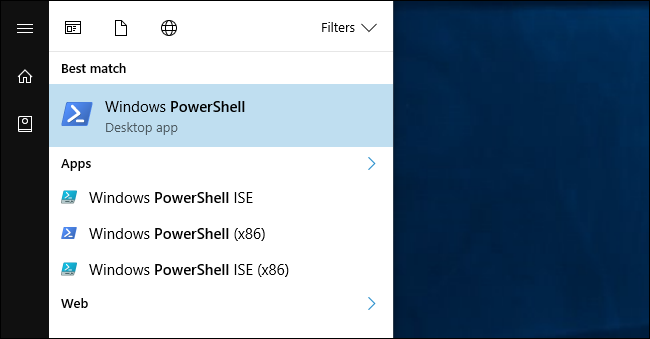 Filters
Best match
Windows PowerShell
Desktop app
Apps
Windows PowerShell ISE
Windows PowerShell (x86)
Windows PowerShell ISE (x86)
Web